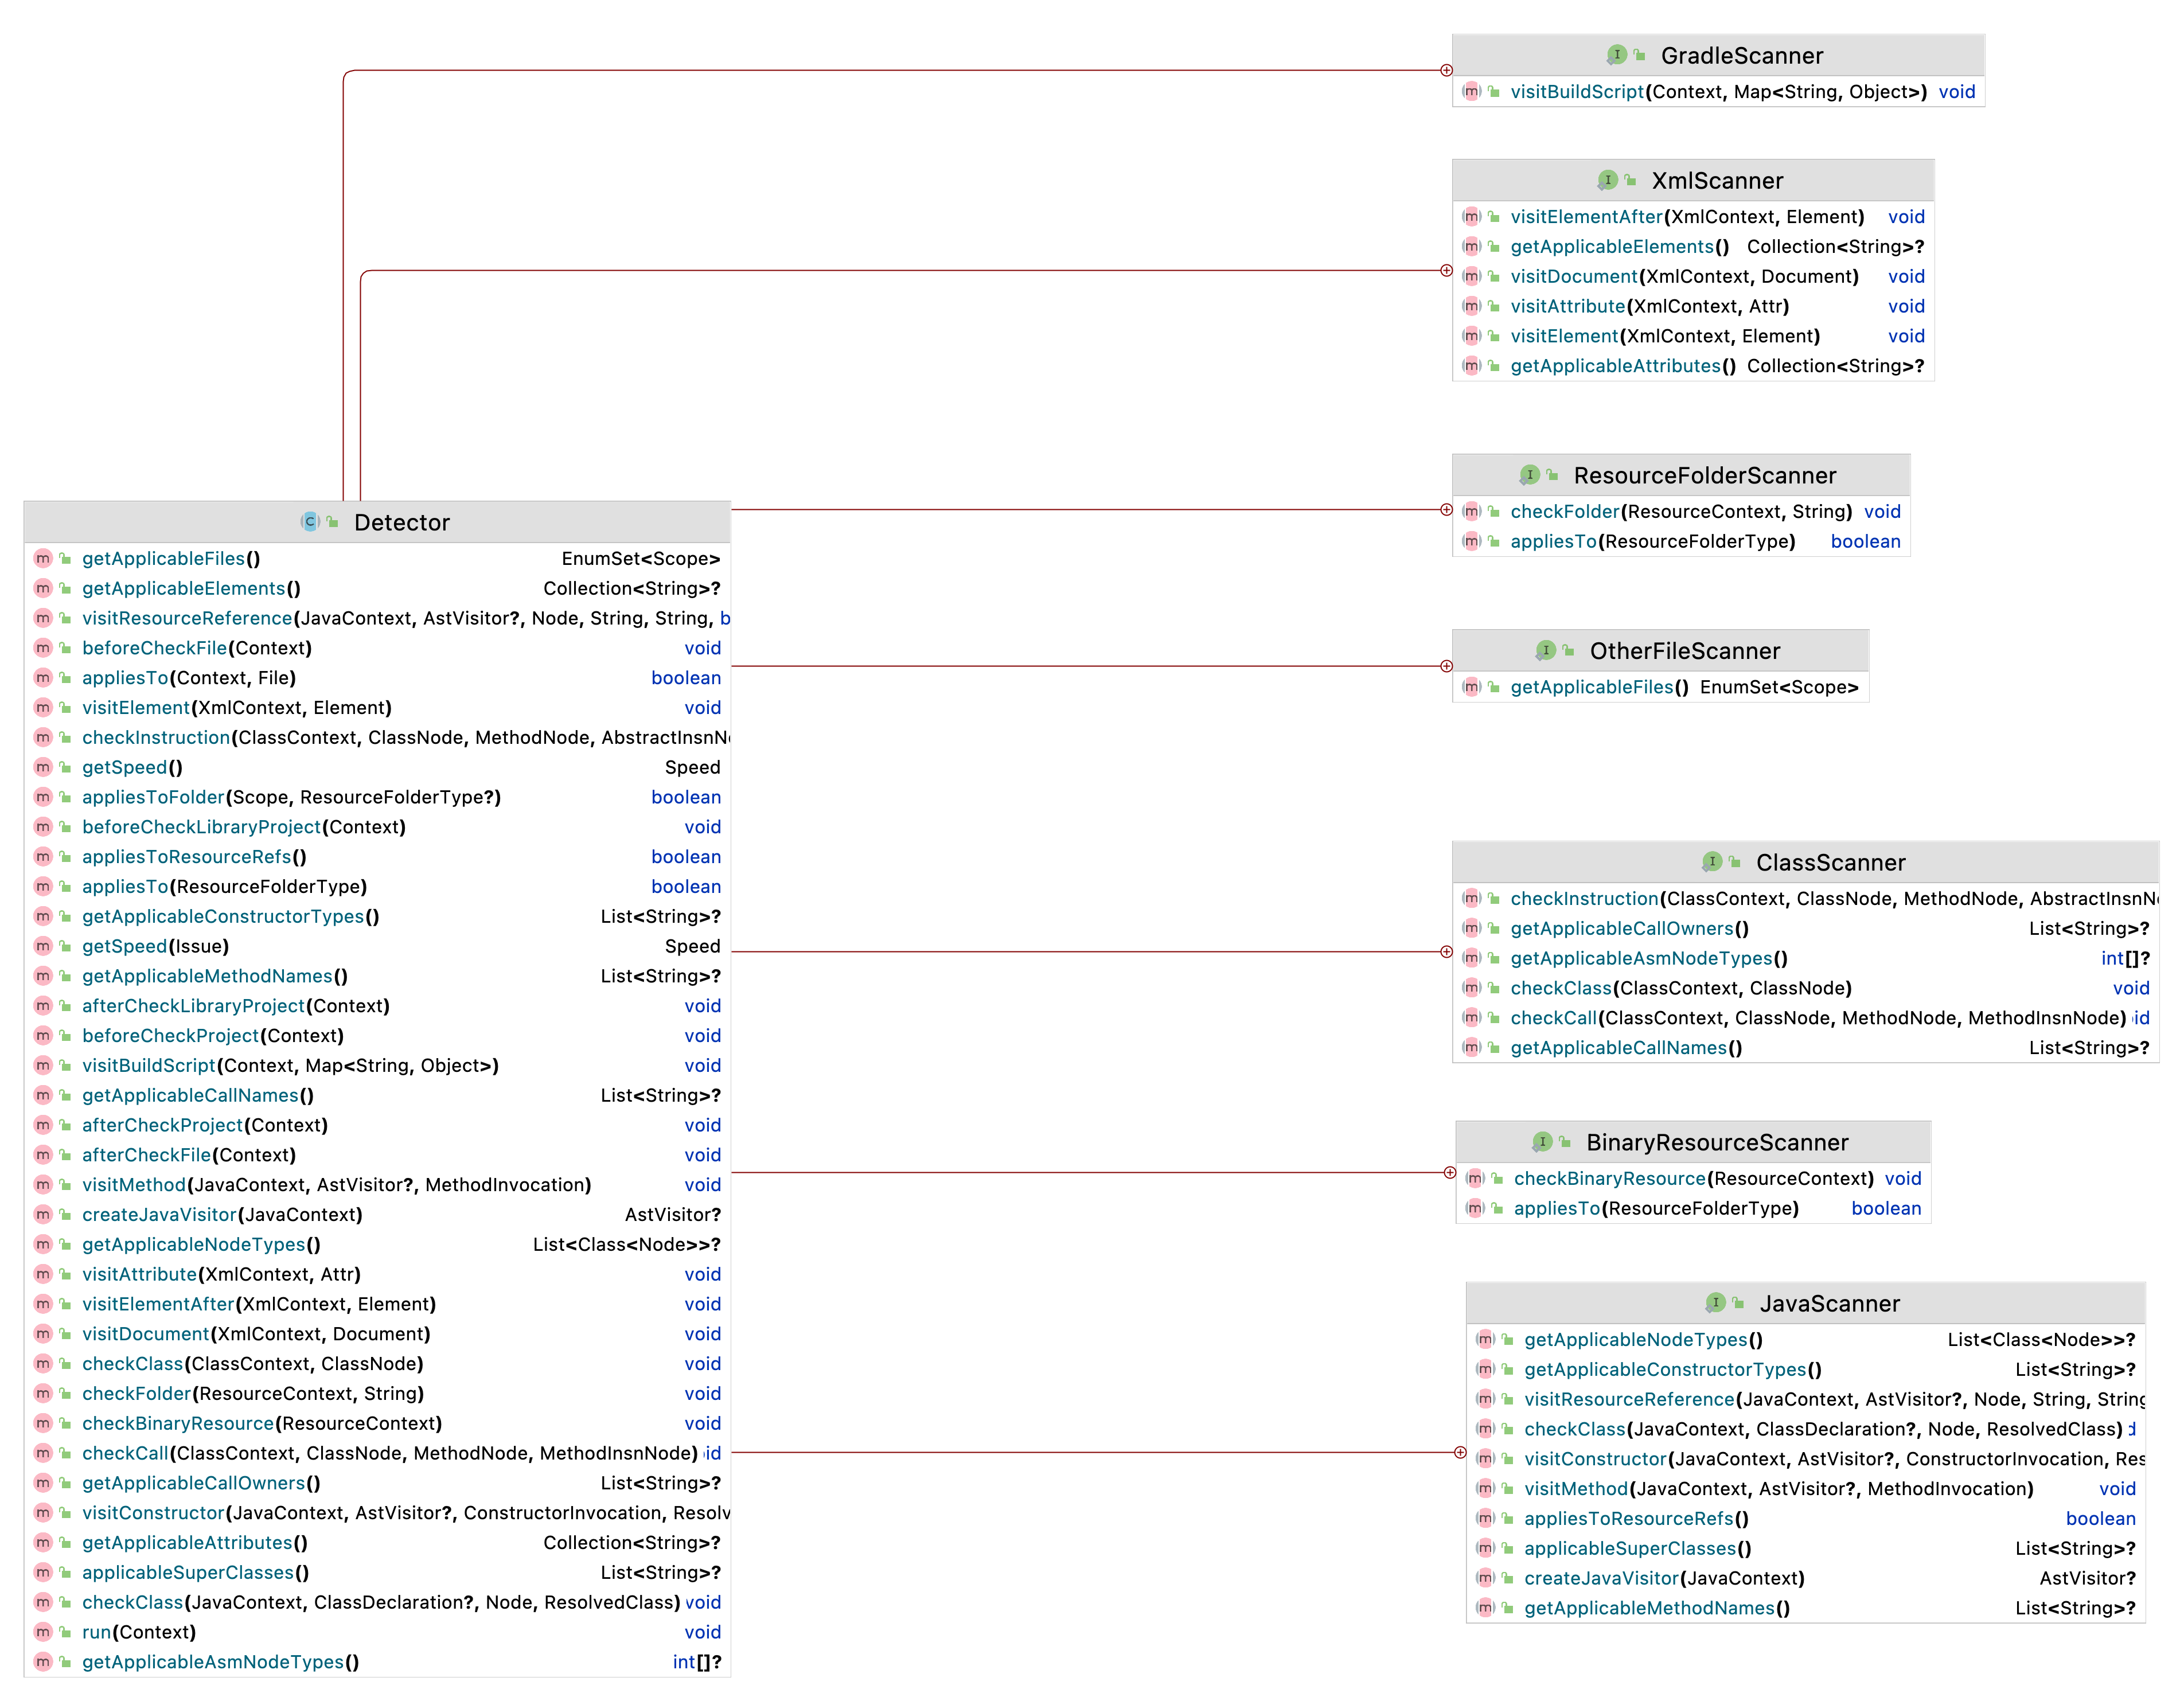 GradleScanner
visitBuildScript(Context, Map<String, Object>) void
XmlScanner
visitElementAfter(XmlContext, Element) void
getApplicableElements() Collection<String>?
visitDocument(XmlContext, Document) void
visitAttribute(XmlContext, Attr) void
visitElement(XmlContext, Element) void
getApplicableAttributes() Collection<String>?
ResourceFolderScanner
checkFolder(ResourceContext, String) void
appliesTo(ResourceFolderType) boolean
OtherFileScanner
getApplicableFiles() EnumSet<Scope>
ClassScanner
checkInstruction(ClassContext, ClassNode, MethodNode, AbstractInsnN
getApplicableCallOwners() List<String>?
getApplicableAsmNodeTypes() int[]?
checkClass(ClassContext, ClassNode) void
checkCall(ClassContext, ClassNode, MethodNode, MethodInsnNode) id
getApplicableCallNames() List<String>?
BinaryResourceScanner
checkBinaryResource(ResourceContext) void
appliesTo(ResourceFolderType) boolean
JavaScanner
getApplicableNodeTypes() List<Class<Node>>?
getApplicableConstructorTypes() List<String>?
visitResourceReference(JavaContext, AstVisitor?, Node, String, String
checkClass(JavaContext, ClassDeclaration?, Node, ResolvedClass) d
visitConstructor(JavaContext, AstVisitor?, ConstructorInvocation, Res
visitMethod(JavaContext, AstVisitor?, MethodInvocation) void
appliesToResourceRefs() boolean
applicableSuperClasses() List<String>?
createJavaVisitor(JavaContext) AstVisitor?
getApplicableMethodNames() List<String>?
Detector
getApplicableFiles() EnumSet<Scope>
getApplicableElements() Collection<String>?
visitResourceReference(JavaContext, AstVisitor?, Node, String, String, b
beforeCheckFile(Context) void
appliesTo(Context, File) boolean
visitElement(XmlContext, Element) void
checkInstruction(ClassContext, ClassNode, MethodNode, AbstractInsnN
getSpeed() Speed
appliesToFolder(Scope, ResourceFolderType?) boolean
beforeCheckLibraryProject(Context) void
appliesToResourceRefs() boolean
appliesTo(ResourceFolderType) boolean
getApplicableConstructorTypes() List<String>?
getSpeed(Issue) Speed
getApplicableMethodNames() List<String>?
afterCheckLibraryProject(Context) void
beforeCheckProject(Context) void
visitBuildScript(Context, Map<String, Object>) void
getApplicableCallNames() List<String>?
afterCheckProject(Context) void
afterCheckFile(Context) void
visitMethod(JavaContext, AstVisitor?, MethodInvocation) void
createJavaVisitor(JavaContext) AstVisitor?
getApplicableNodeTypes() List<Class<Node>>?
visitAttribute(XmlContext, Attr) void
visitElementAfter(XmlContext, Element) void
visitDocument(XmlContext, Document) void
checkClass(ClassContext, ClassNode) void
checkFolder(ResourceContext, String) void
checkBinaryResource(ResourceContext) void
checkCall(ClassContext, ClassNode, MethodNode, MethodInsnNode) id
getApplicableCallOwners() List<String>?
visitConstructor(JavaContext, AstVisitor?, ConstructorInvocation, Resolv
getApplicableAttributes() Collection<String>?
applicableSuperClasses() List<String>?
checkClass(JavaContext, ClassDeclaration?, Node, ResolvedClass) void
run(Context) void
getApplicableAsmNodeTypes() int[]?